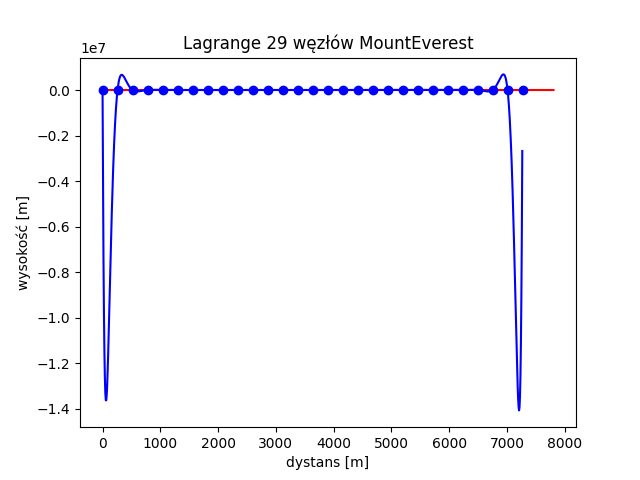 Lagrange 29 węzłów MountEverest
1e7
0.0
−0.2
−0.4
−0.6
−0.8
−1.0
−1.2
−1.4
wysokość [m]
0 1000 2000 3000 4000 5000 6000 7000 8000
dystans [m]